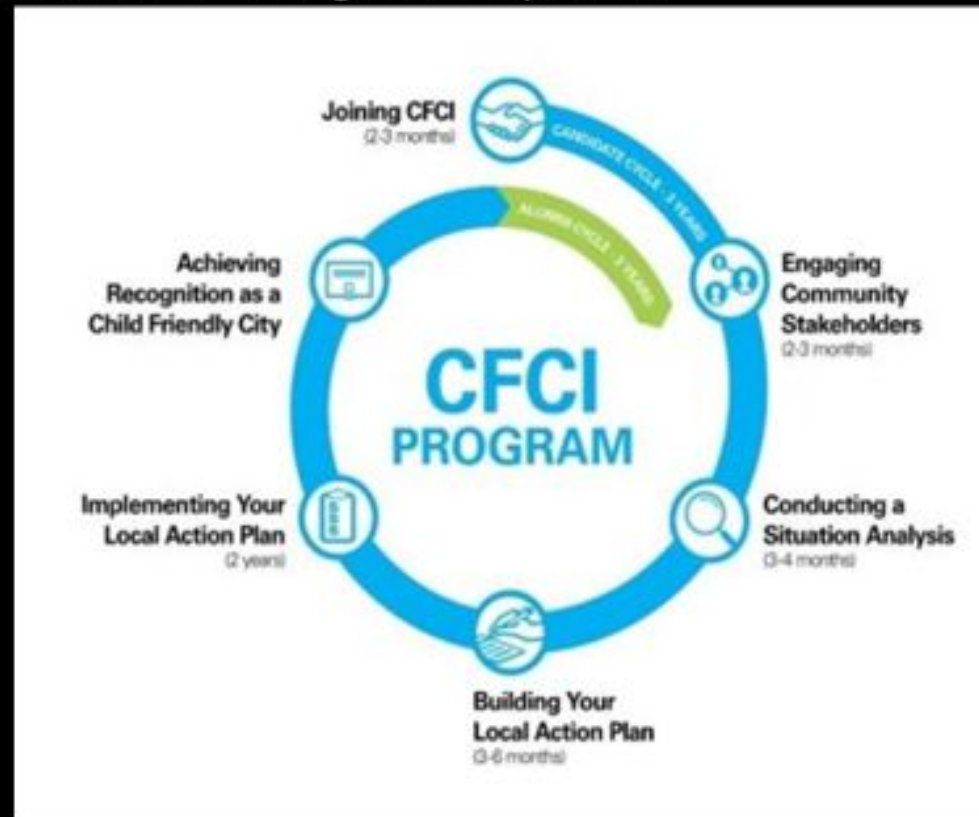 Joining CFCI
(2-3 months)
CANDIDATE CYCLE - 3 YEARS
ALUMNI CYCLE - 3 YEARS
Engaging
Community
Stakeholders
(2-3 months)
Conducting a
Situation Analysis
(3-4 months)
Building Your
Local Action Plan
(3-6 months)
Implementing Your
Local Action Plan
(2 years)
Achieving
Recognition as a
Child Friendly City
CFCI
PROGRAM